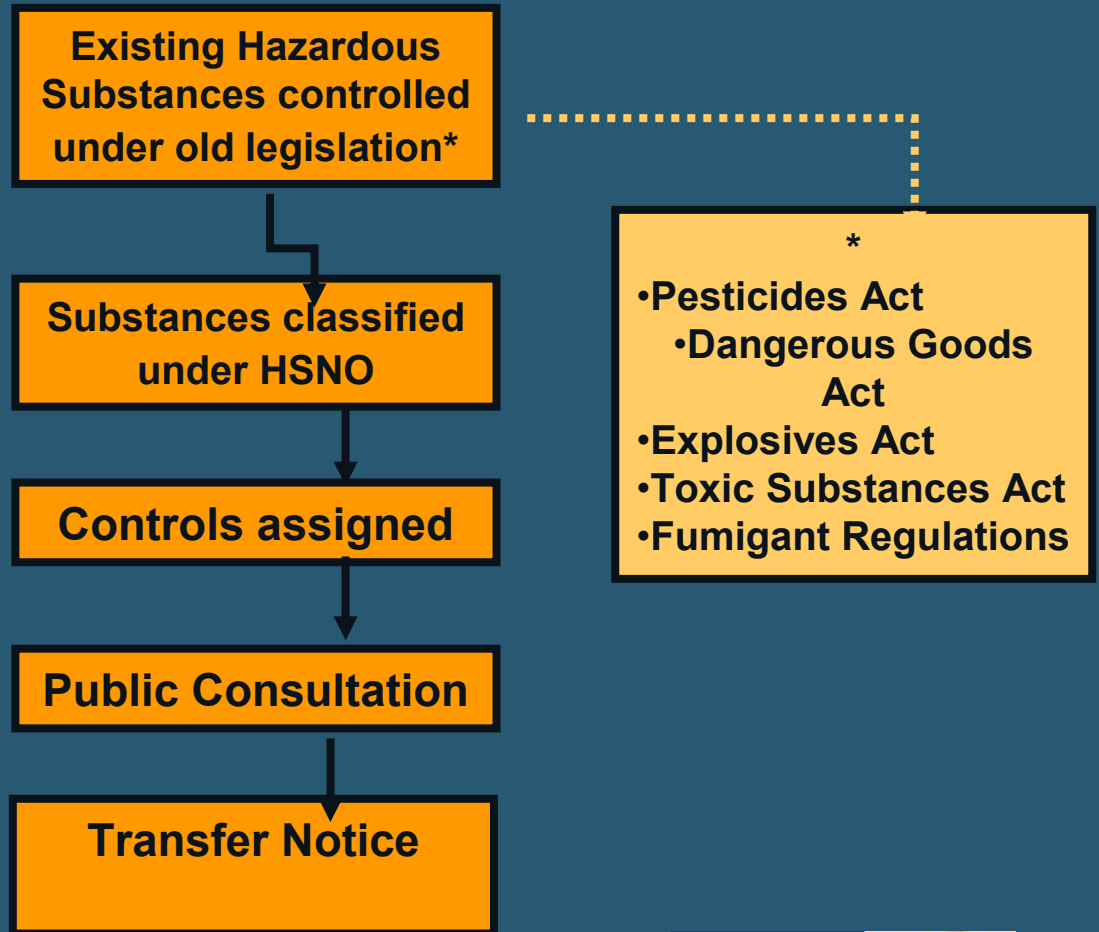 Existing Hazardous
Substances controlled
under old legislation*
Substances classified
under HSNO
Controls assigned
Public Consultation
Transfer Notice
*
•Pesticides Act
•Dangerous Goods
Act
•Explosives Act
•Toxic Substances Act
•Fumigant Regulations